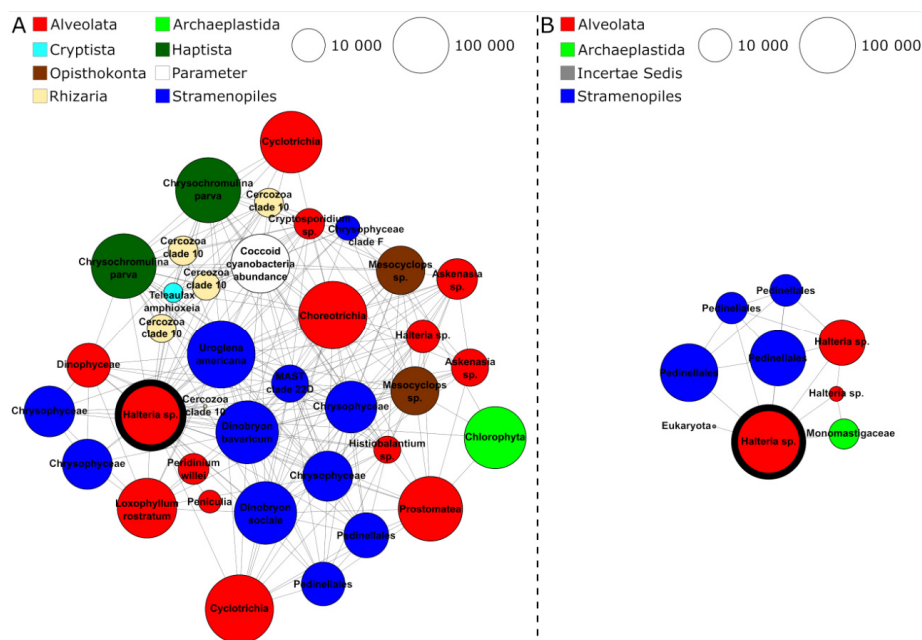 A
Alveolata
Archaeplastida
Cryptista
Haptista
Opisthokonta
Parameter
Rhizaria
Stramenopiles
10 000
100 000
Cyclotrichia
Chrysochromulina
parva
Cercozoa
clade 10
Cryptosporidium
sp.
Chrysophyceae
clade F
Cercozoa
clade 10
Coccoid
cyanobacteria
abundance
Chrysochromulina
parva
Mesocyclops
sp.
Askenasia
sp.
Cercozoa
clade 10
Teleaulax
amphioxeia
Choreotrichia
Cercozoa
clade 10
Halteria sp.
Uroglena
americana
Dinophyceae
Askenasia
sp.
MAST
clade 22D
Mesocyclops
sp.
Chrysophyceae
Cercozoa
clade 10
Chrysophyceae
Halteria sp.
Dinobryon
bavaricum
Chlorophyta
Histiobalantium
sp.
Chrysophyceae
Peridinium
willei
Chrysophyceae
Peniculia
Loxophyllum
rostratum
Dinobryon
sociale
Prostomatea
Pedinellales
Pedinellales
Cyclotrichia
B
Alveolata
Archaeplastida
Incertae Sedis
Stramenopiles
10 000
100 000
Pedinellales
Pedinellales
Halteria sp.
Pedinellales
Pedinellales
Halteria sp.
Eukaryota
Halteria sp.
Monomastigaceae